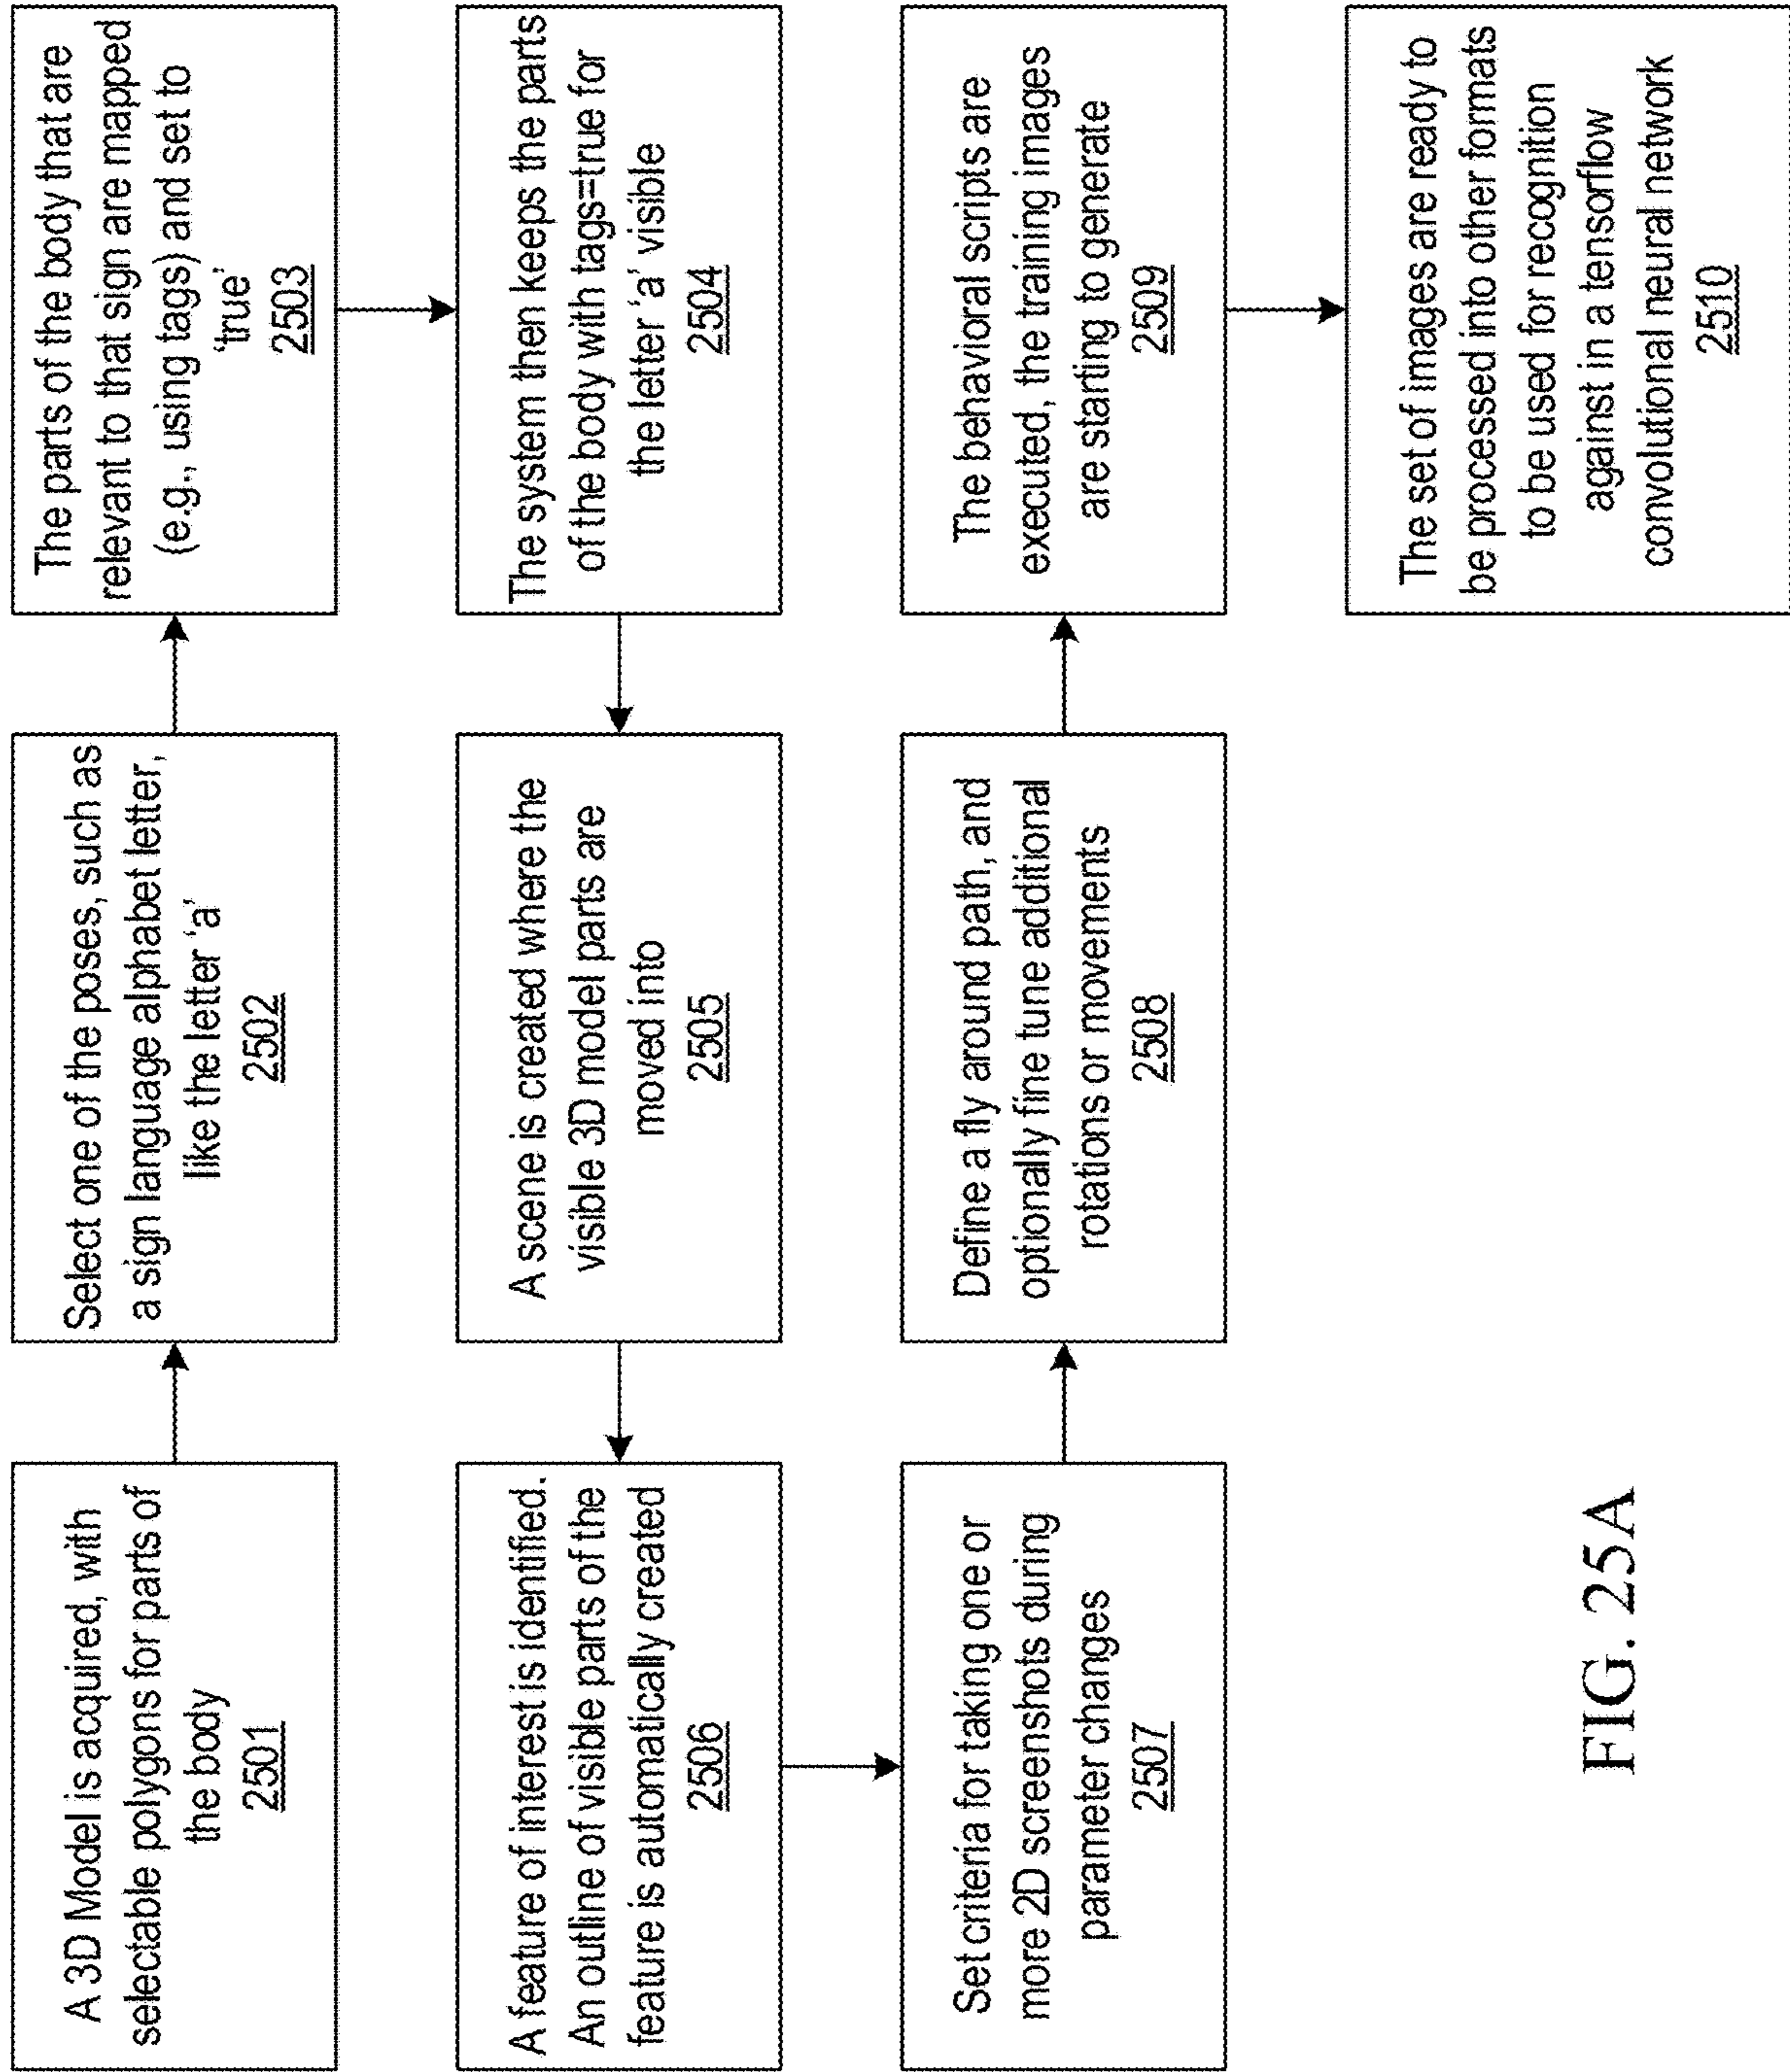 A 3D Model is acquired, with
selectable polygons for parts of
the body
2501
Select one of the poses, such as
a sign language alphabet letter,
like the letter 'a'
2502
The parts of the body that are
relevant to that sign are mapped
(e.g., using tags) and set to
'true'
2503
The system then keeps the parts
of the body with tags=true for
the letter 'a' visible
2504
A scene is created where the
visible 3D model parts are
moved into
2505
A feature of interest is identified.
An outline of visible parts of the
feature is automatically created
2506
Set criteria for taking one or
more 2D screenshots during
parameter changes
2507
Define a fly around path, and
optionally fine tune additional
rotations or movements
2508
The behavioral scripts are
executed, the training images
are starting to generate
2509
The set of images are ready to
be processed into other formats
to be used for recognition
against in a tensorflow
convolutional neural network
2510
FIG. 25A